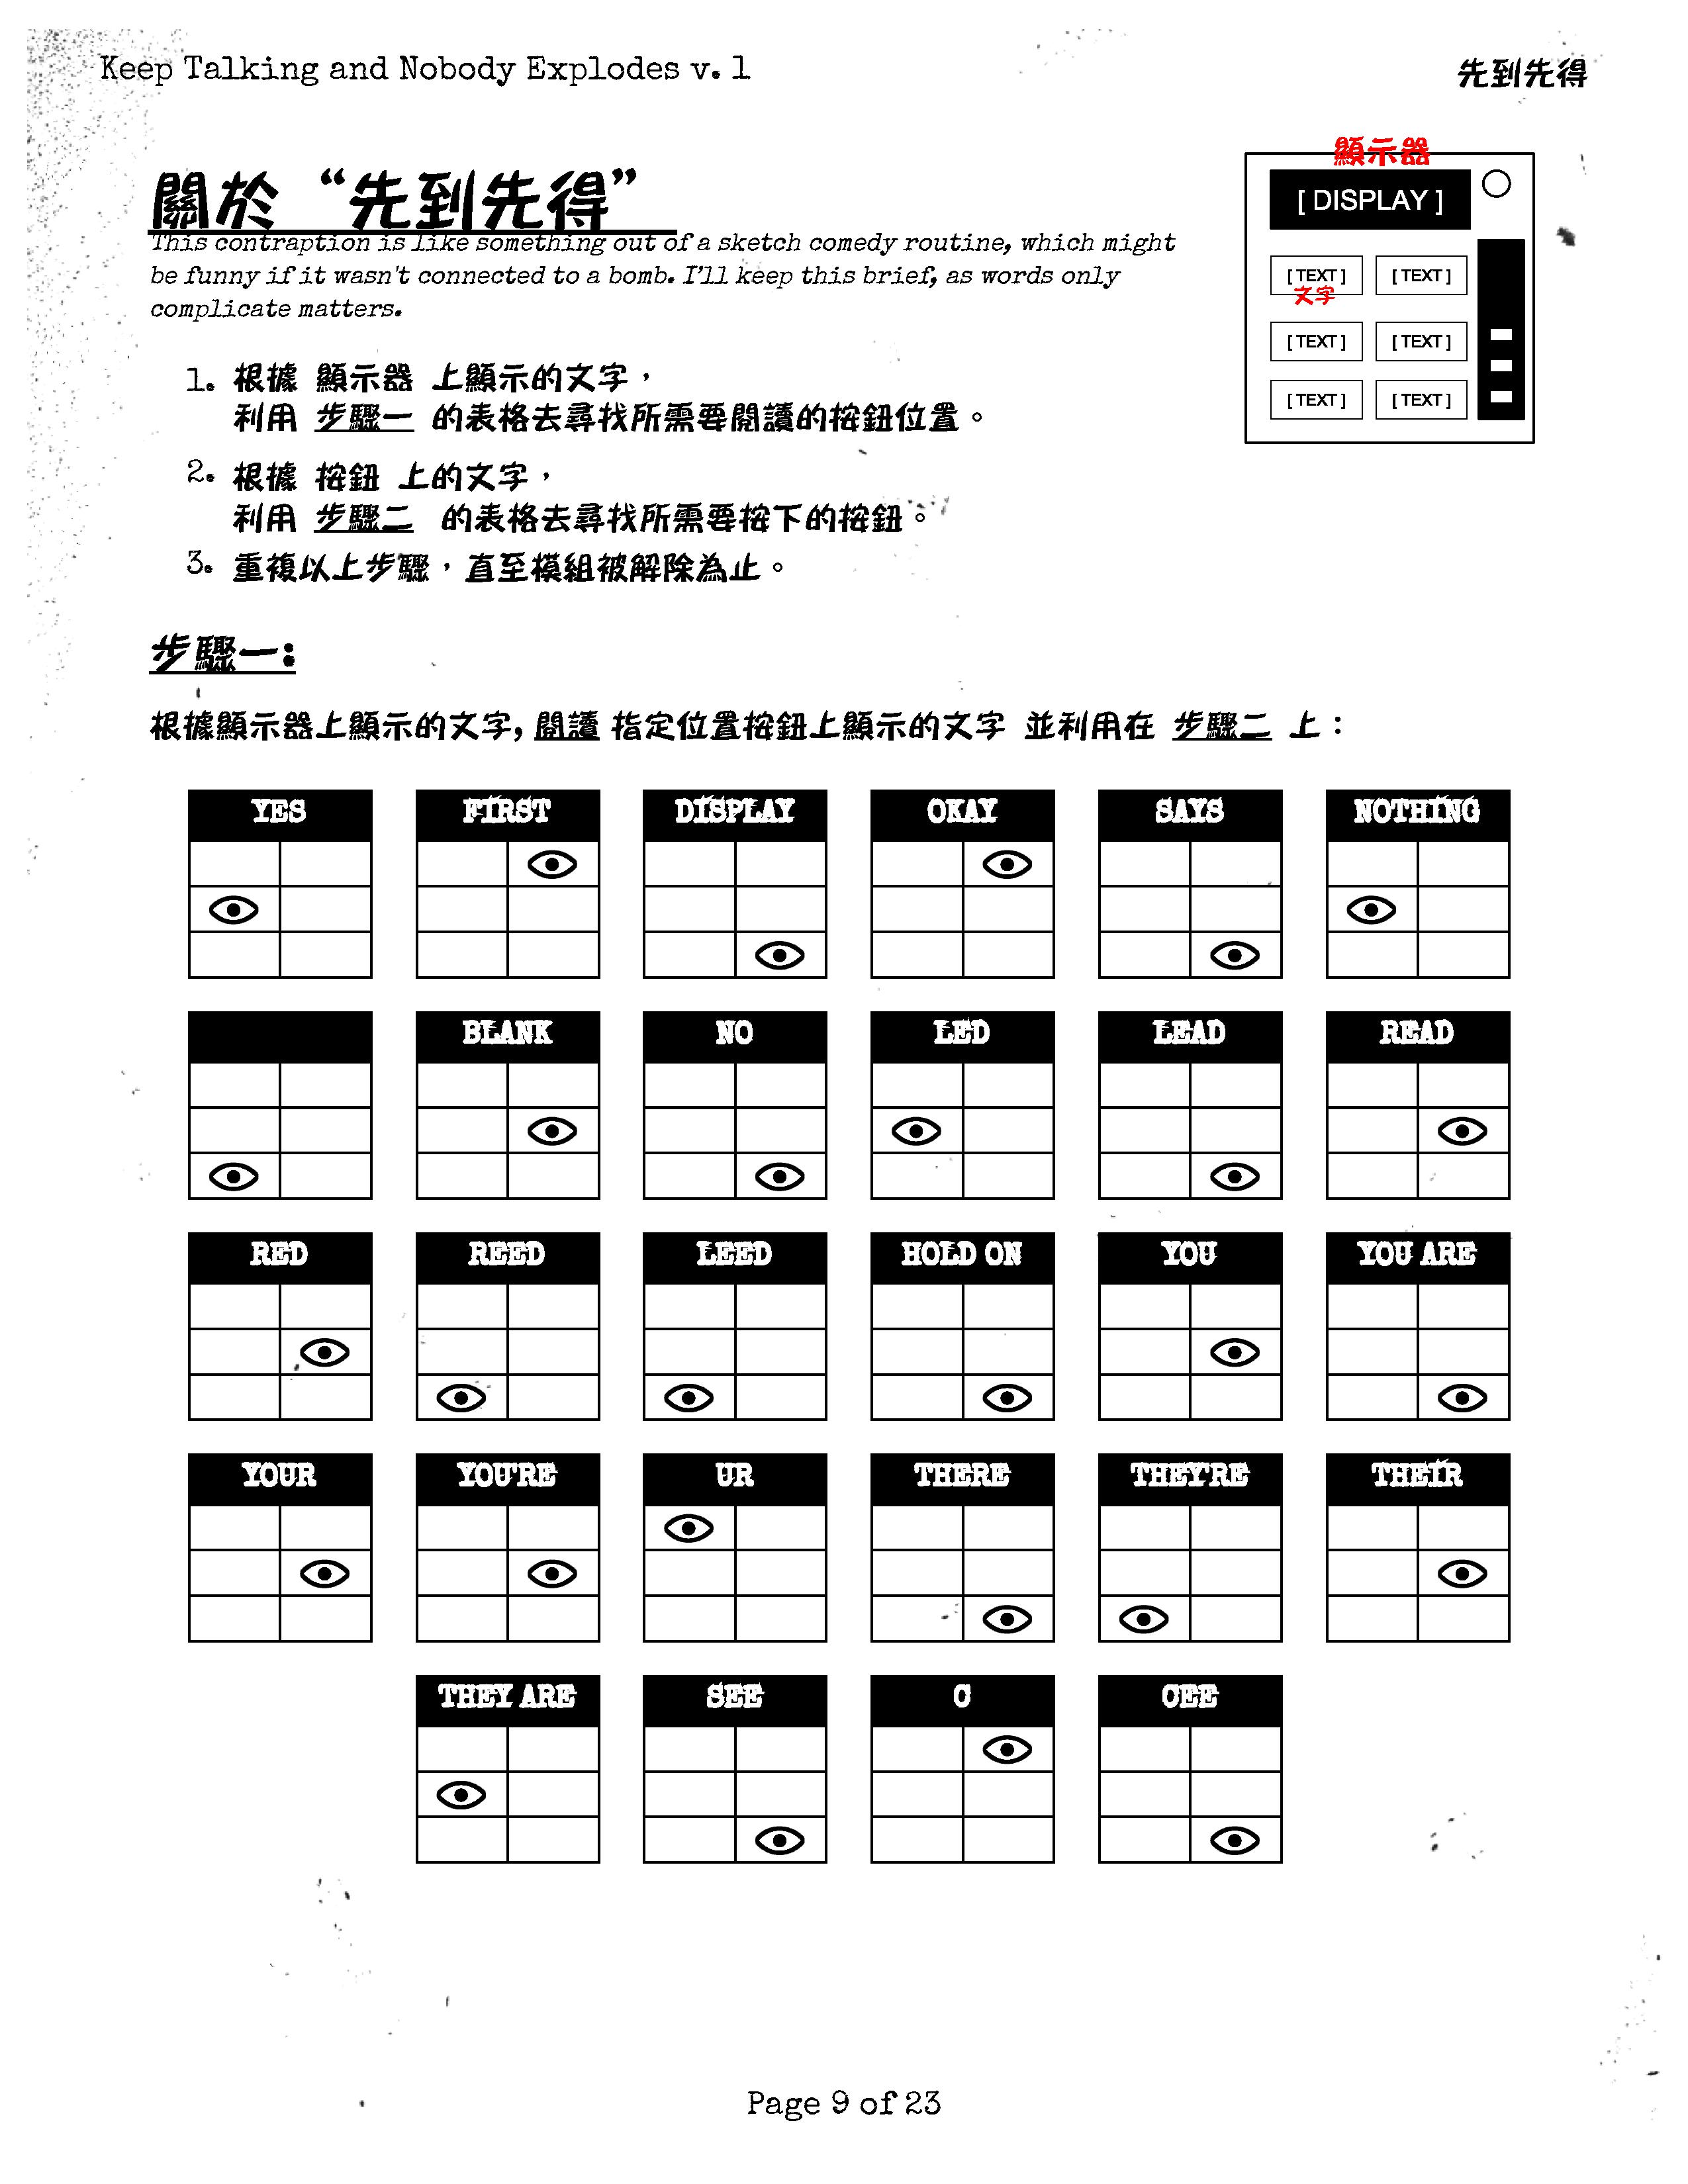 Keep Talking and Nobody Explodes v. 1
先到先得
關於“先到先得”
This contraption is like something out of a sketch comedy routine, which might
be funny if it wasn't connected to a bomb. I'll keep this brief, as words only
complicate matters.
顯示器
[ DISPLAY ]
[ TEXT ] [ TEXT ]
文字
[ TEXT ] [ TEXT ]
[ TEXT ] [ TEXT ]
1. 根據 顯示器 上顯示的文字，
利用 步驟一 的表格去尋找所需要閱讀的按鈕位置。
2. 根據 按鈕 上的文字，
利用 步驟二 的表格去尋找所需要按下的按鈕。
3. 重複以上步驟，直至模組被解除為止。
步驟一:
根據顯示器上顯示的文字, 閱讀 指定位置按鈕上顯示的文字 並利用在 步驟二 上：
YES FIRST DISPLAY OKAY SAYS NOTHING
BLANK NO LED LEAD READ
RED REED LEED HOLD ON YOU YOU ARE
YOUR YOU'RE UR THERE THEY'RE THEIR
THEY ARE SEE C CEE
Page 9 of 23